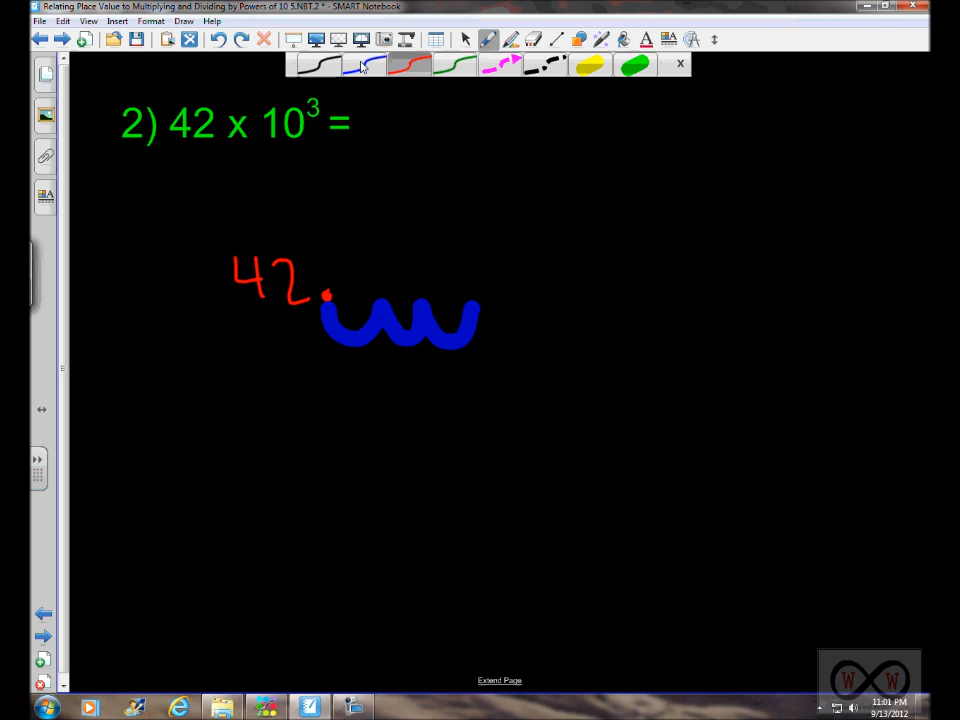 Relating Place Value to Multiplying and Dividing by Powers of 10 5.NBT.2 * - SMART Notebook
File Edit View Insert Format Draw Help
A
A
x
2) 42 x 10³ =
A
42.
Extend Page
W W
11:01 PM
9/13/2012